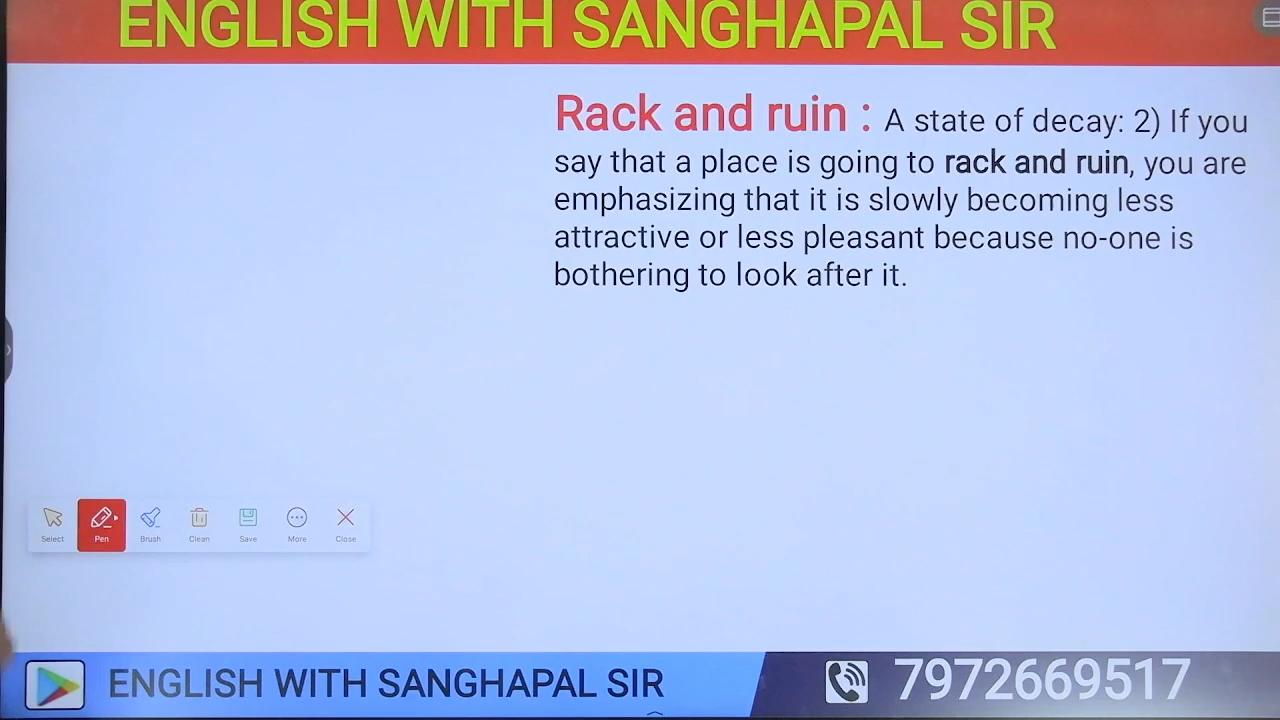 ENGLISH WITH SANGHAPAL SIR
Rack and ruin : A state of decay: 2) If you
say that a place is going to rack and ruin, you are
emphasizing that it is slowly becoming less
attractive or less pleasant because no-one is
bothering to look after it.
Select Pen Brush Clean Save More Close
ENGLISH WITH SANGHAPAL SIR 7972669517